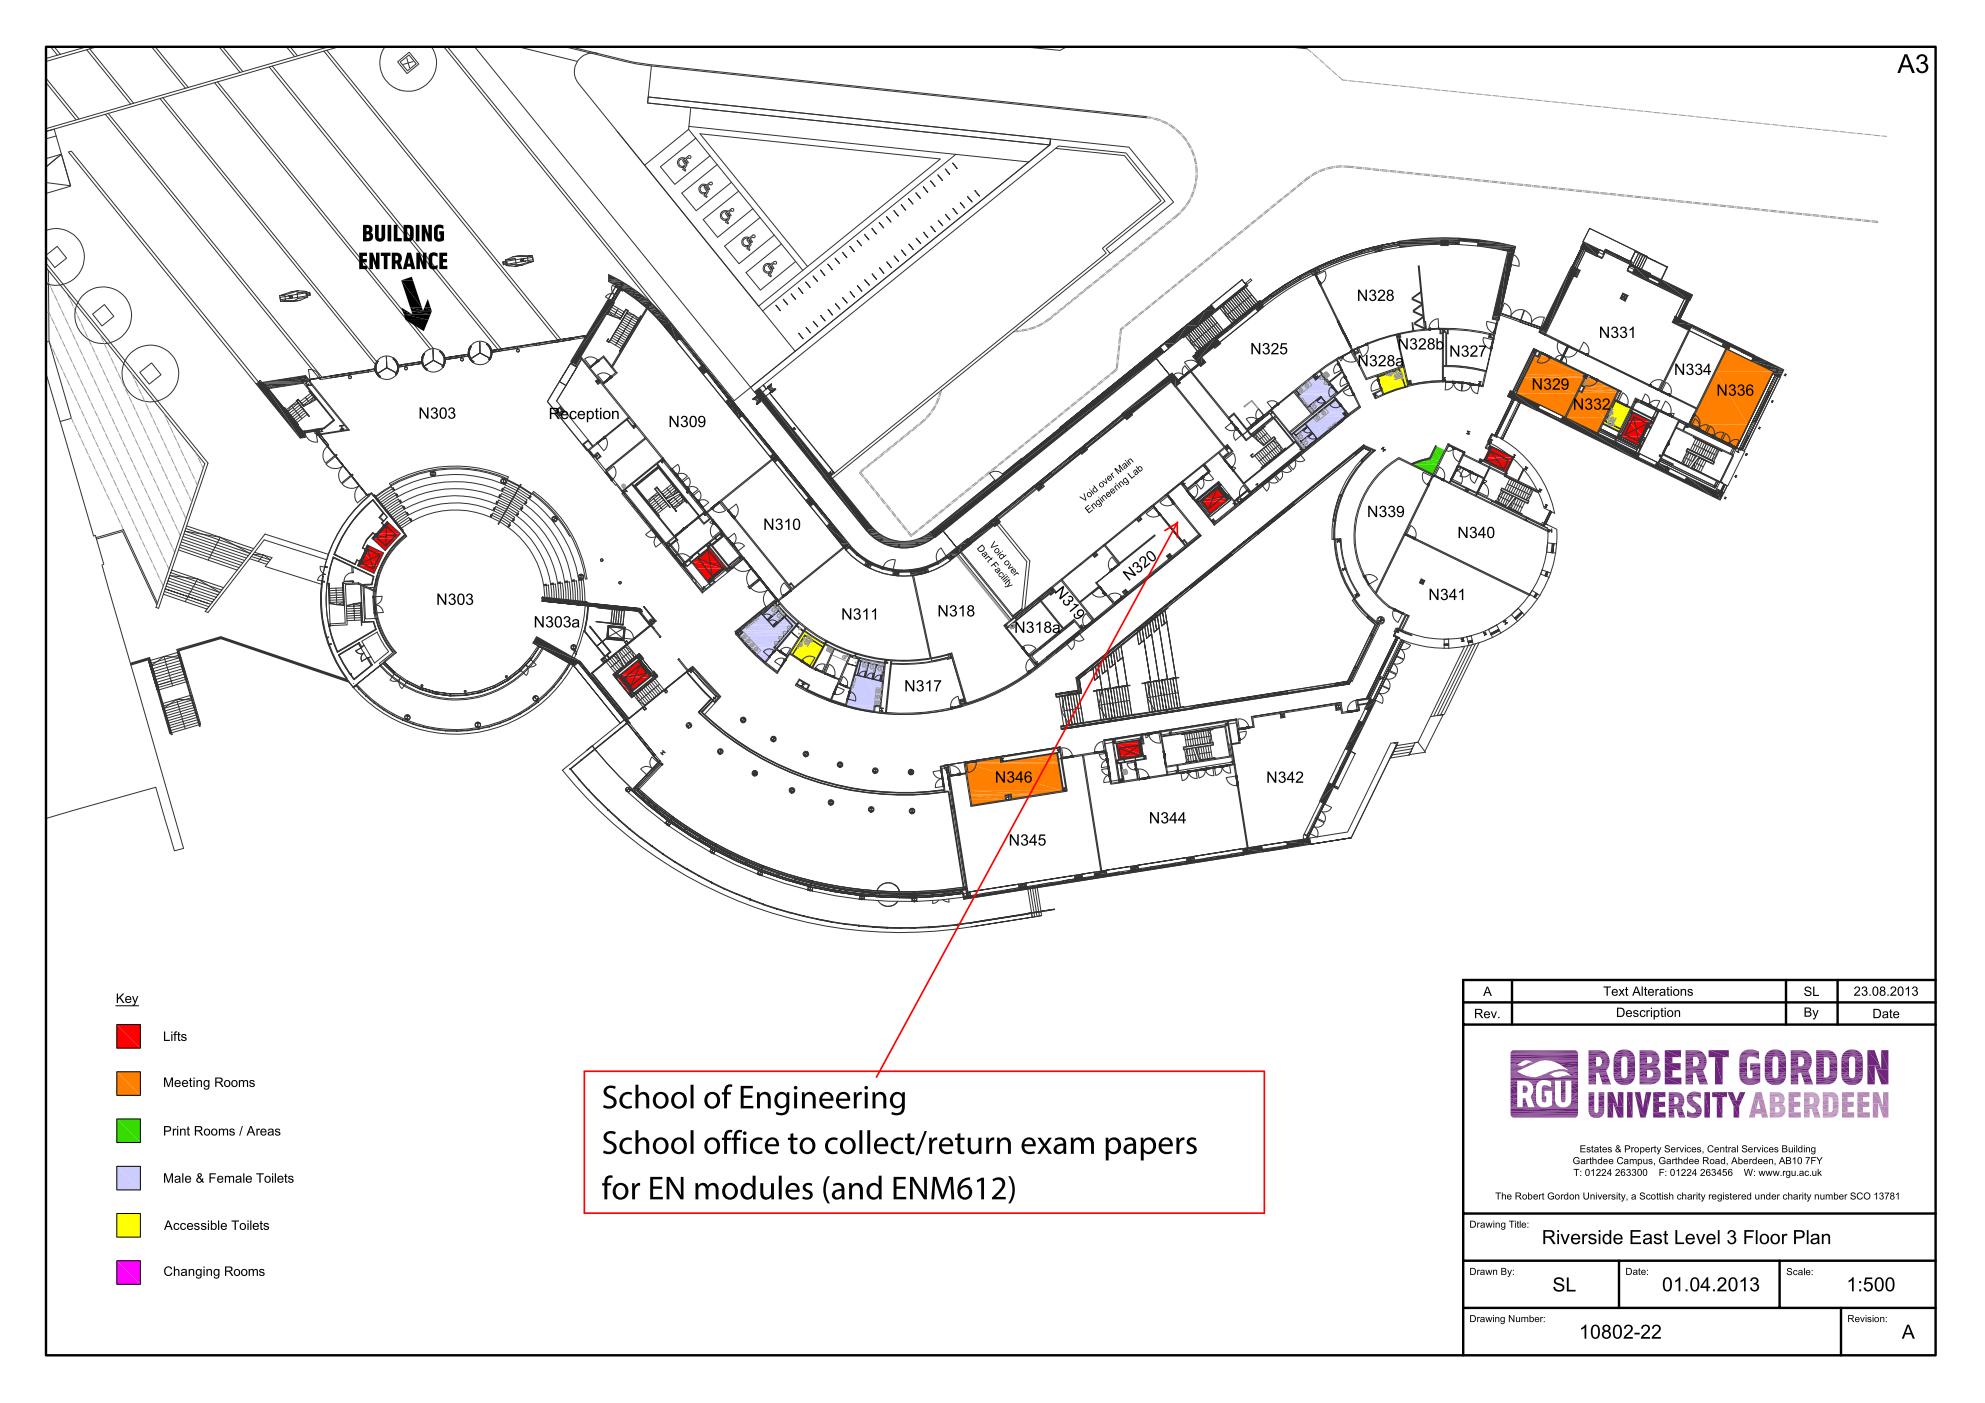 A3
BUILDING
ENTRANCE
N303
Reception
N309
N310
N311
N318
N317
N303
N303a
Void over
Dart Facility
Void over Main
Engineering Lab
N318a
N319
N320
N325
N328
N328a
N328b
N327
N331
N334
N336
N329
N332
N339
N340
N341
N342
N344
N345
N346
Key
Lifts
Meeting Rooms
Print Rooms / Areas
Male & Female Toilets
Accessible Toilets
Changing Rooms
School of Engineering
School office to collect/return exam papers
for EN modules (and ENM612)
A Text Alterations SL 23.08.2013
Rev. Description By Date
RGU
ROBERT GORDON
UNIVERSITY ABERDEEN
Estates & Property Services, Central Services Building
Garthdee Campus, Garthdee Road, Aberdeen, AB10 7FY
T: 01224 263300 F: 01224 263456 W: www.rgu.ac.uk
The Robert Gordon University, a Scottish charity registered under charity number SCO 13781
Drawing Title: Riverside East Level 3 Floor Plan
Drawn By: SL Date: 01.04.2013 Scale: 1:500
Drawing Number: 10802-22 Revision: A